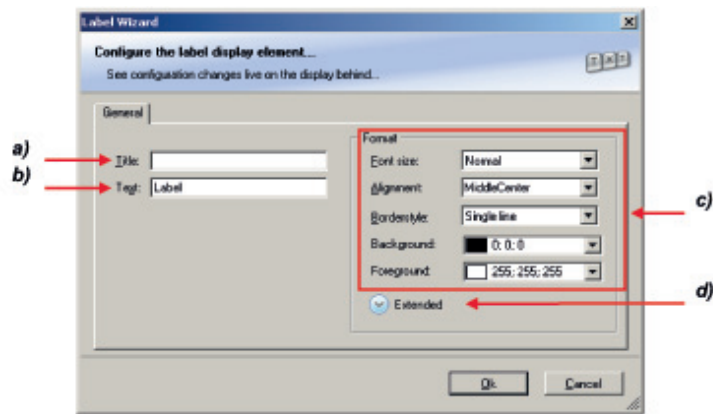 Label Wizard
Configure the label display element...
See configuration changes live on the display behind...
General
a)
Title:
b)
Text: Label
Format
Font size: Normal
Alignment: MiddleCenter
Borderstyle: Single line
Background: 0; 0; 0
Foreground: 255; 255; 255
c)
Extended
d)
Ok
Cancel